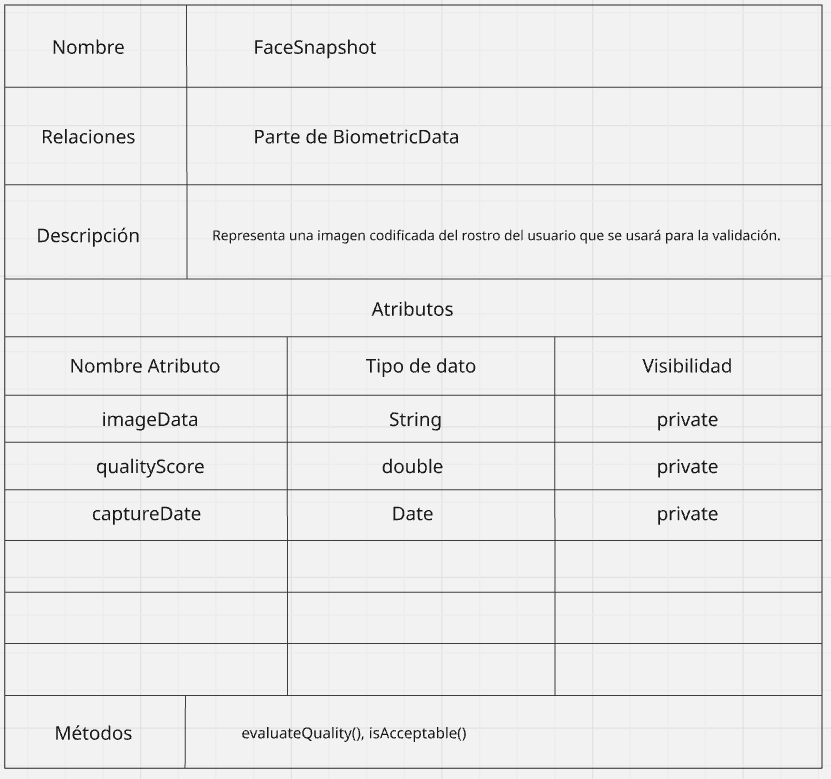 Nombre FaceSnapshot
Relaciones Parte de BiometricData
Descripción Representa una imagen codificada del rostro del usuario que se usará para la validación.
Atributos
Nombre Atributo Tipo de dato Visibilidad
imageData String private
qualityScore double private
captureDate Date private
Métodos evaluateQuality(), isAcceptable()